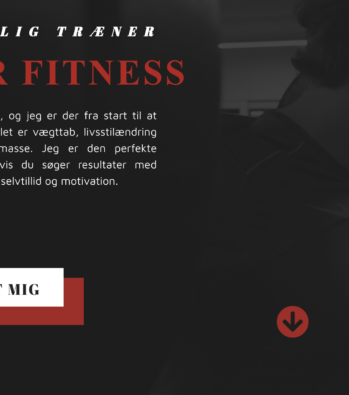 LIG TRÆNER
R FITNESS
, og jeg er der fra start til at
let er vægttab, livsstilændring
masse. Jeg er den perfekte
vis du søger resultater med
selvtillid og motivation.
T MIG